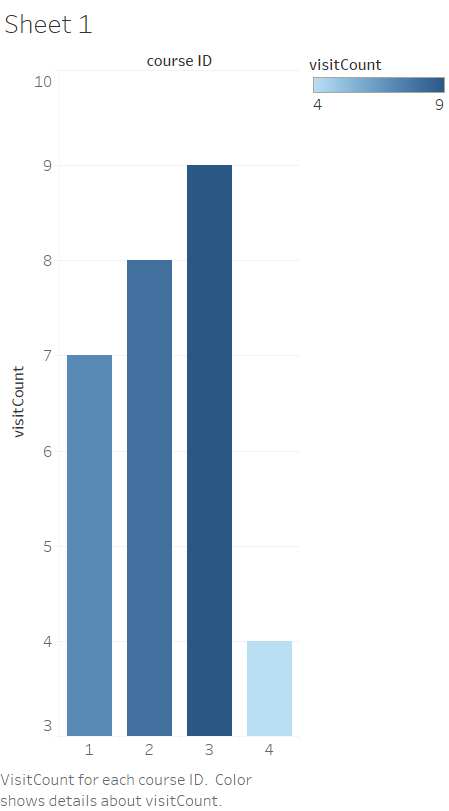 Sheet 1
course ID
visitCount
4 9
10
9
8
7
6
5
4
3
visitCount
1 2 3 4
VisitCount for each course ID. Color
shows details about visitCount.